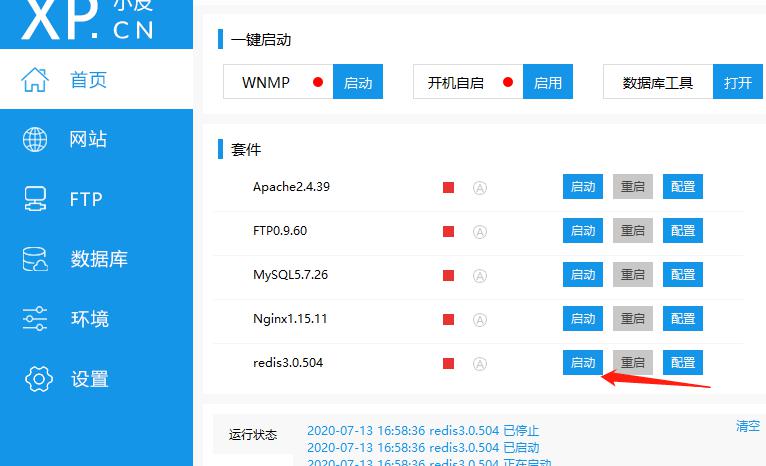 XP. 小皮
CN
首页
网站
FTP
数据库
环境
设置
一键启动
WNMP 启动 开机自启 启用 数据库工具 打开
套件
Apache2.4.39 A 启动 重启 配置
FTP0.9.60 A 启动 重启 配置
MySQL5.7.26 A 启动 重启 配置
Nginx1.15.11 A 启动 重启 配置
redis3.0.504 A 启动 重启 配置
运行状态 清空
2020-07-13 16:58:36 redis3.0.504 已停止
2020-07-13 16:58:36 redis3.0.504 已启动
2020-07-13 16:58:36 redis3.0.504 正在启动